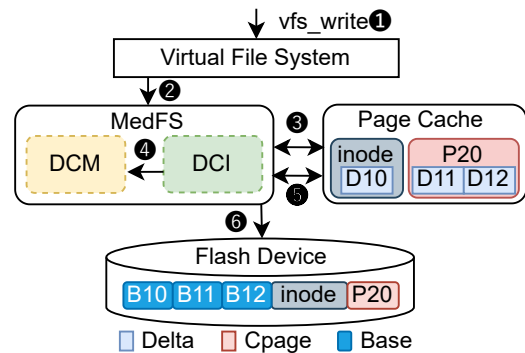 vfs_write❶
Virtual File System
❷
MedFS
❸
Page Cache
DCM
❹
DCI
inode
D10
P20
D11 D12
❺
❻
Flash Device
B10 B11 B12 inode P20
Delta Cpage Base